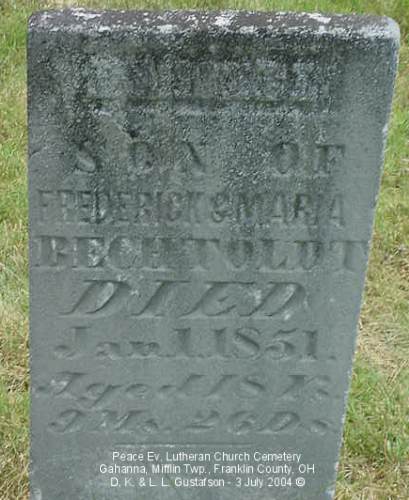 SON OF
FREDERICK & MARIA
BECHTOLDT
DIED
Jan. 1. 1851.
Aged 18 Y.
9 Ms. 26 Ds.
Peace Ev. Lutheran Church Cemetery
Gahanna, Mifflin Twp., Franklin County, OH
D. K. & L. L. Gustafson - 3 July 2004 ©